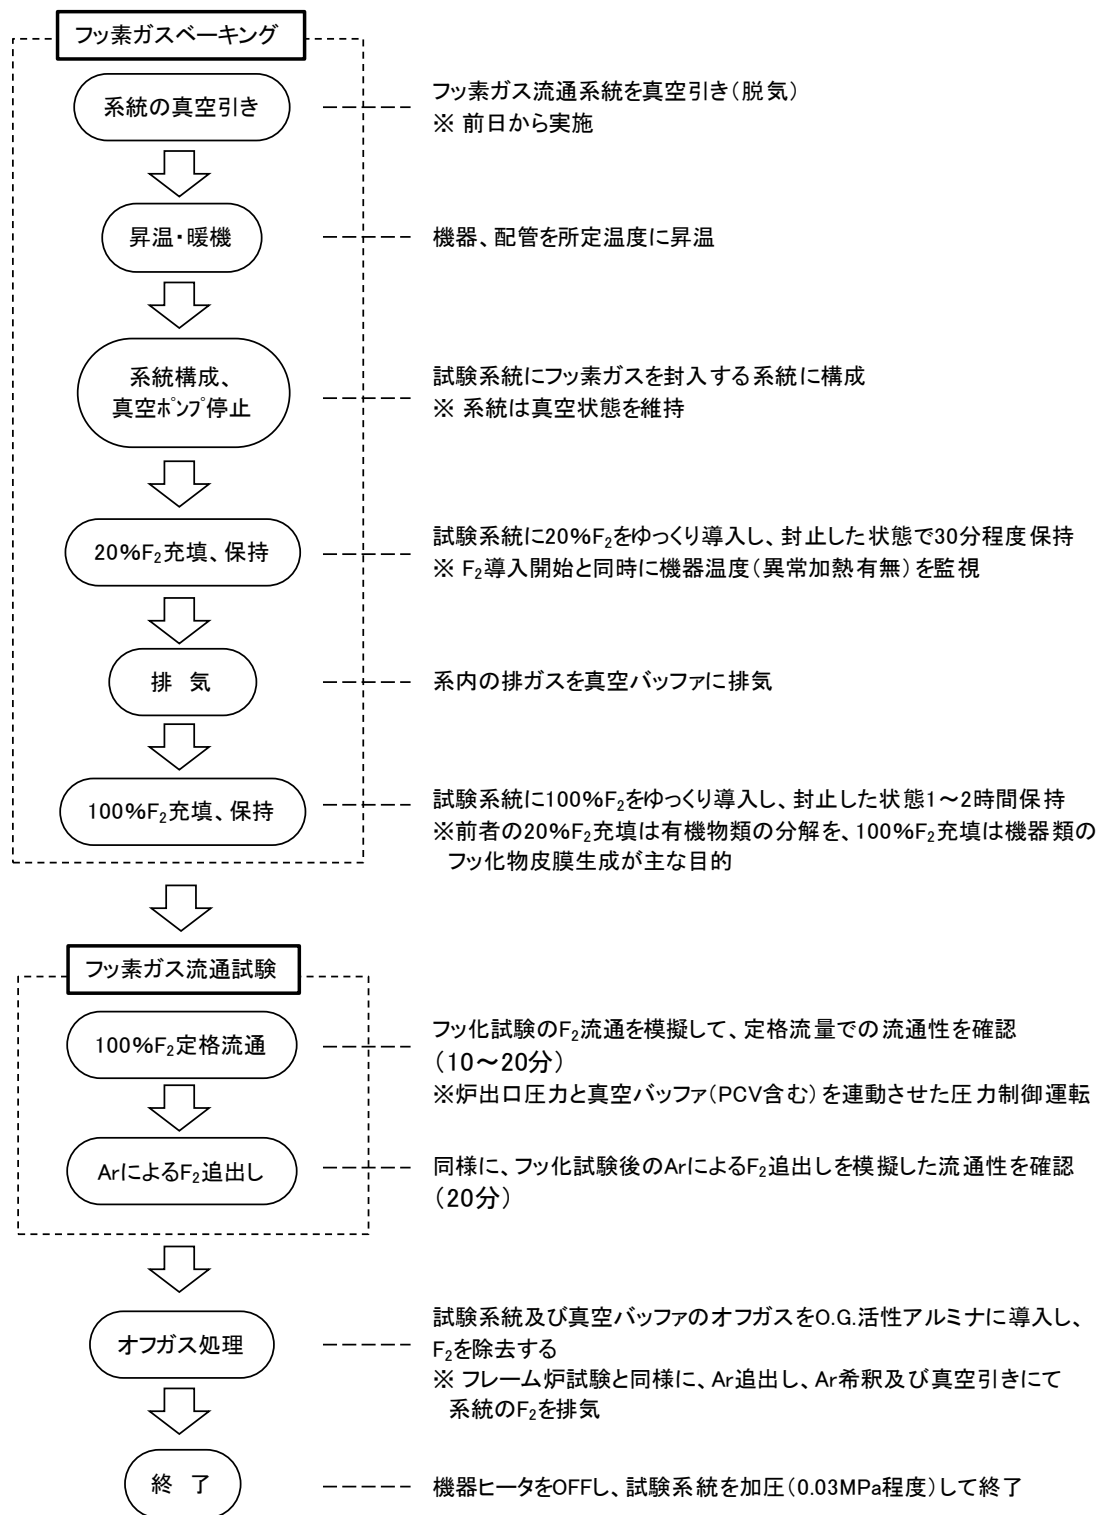 フッ素ガスベーキング
系統の真空引き
フッ素ガス流通系統を真空引き(脱気)
※ 前日から実施
昇温・暖機
機器、配管を所定温度に昇温
系統構成、
真空ポンプ停止
試験系統にフッ素ガスを封入する系統に構成
※ 系統は真空状態を維持
20%F₂充填、保持
試験系統に20%F₂をゆっくり導入し、封止した状態で30分程度保持
※ F₂導入開始と同時に機器温度(異常加熱有無)を監視
排 気
系内の排ガスを真空バッファに排気
100%F₂充填、保持
試験系統に100%F₂をゆっくり導入し、封止した状態1～2時間保持
※前者の20%F₂充填は有機物類の分解を、100%F₂充填は機器類の
フッ化物皮膜生成が主な目的
フッ素ガス流通試験
100%F₂定格流通
フッ化試験のF₂流通を模擬して、定格流量での流通性を確認
(10～20分)
※炉出口圧力と真空バッファ(PCV含む)を連動させた圧力制御運転
ArによるF₂追出し
同様に、フッ化試験後のArによるF₂追出しを模擬した流通性を確認
(20分)
オフガス処理
試験系統及び真空バッファのオフガスをO.G.活性アルミナに導入し、
F₂を除去する
※ フレーム炉試験と同様に、Ar追出し、Ar希釈及び真空引きにて
系統のF₂を排気
終 了
機器ヒータをOFFし、試験系統を加圧(0.03MPa程度)して終了